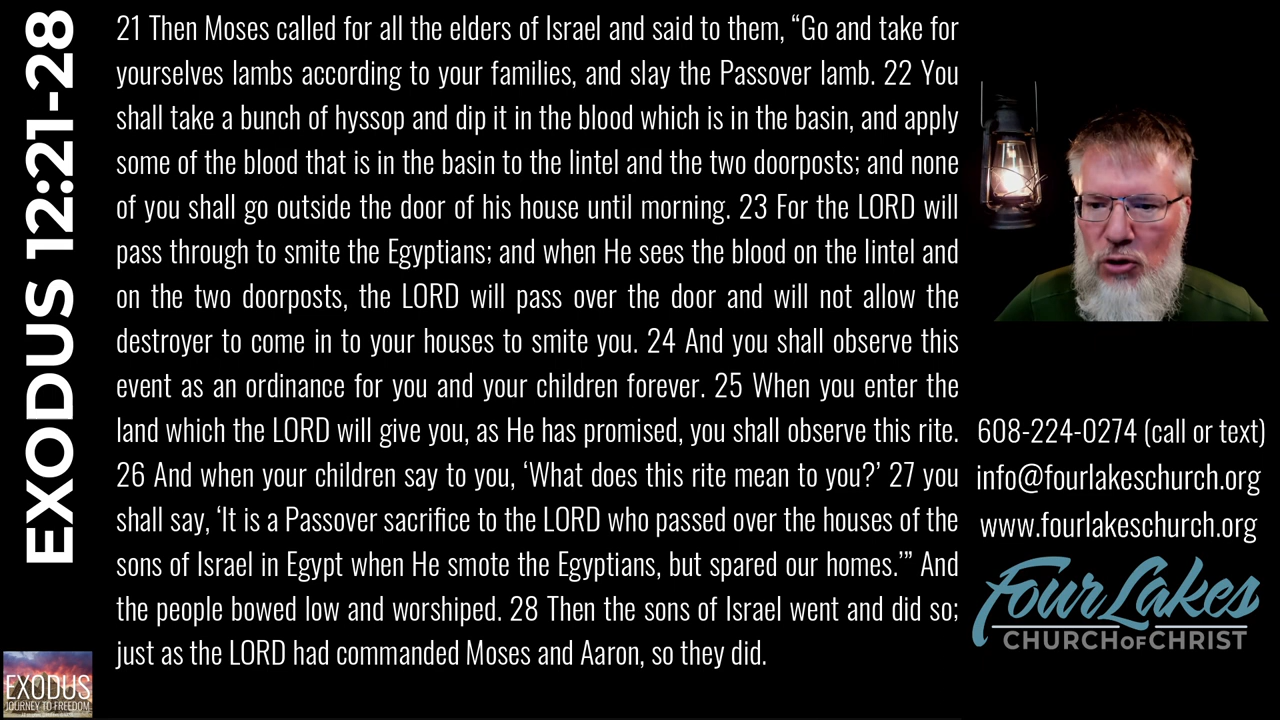 EXODUS 12:21-28
21 Then Moses called for all the elders of Israel and said to them, “Go and take for
yourselves lambs according to your families, and slay the Passover lamb. 22 You
shall take a bunch of hyssop and dip it in the blood which is in the basin, and apply
some of the blood that is in the basin to the lintel and the two doorposts; and none
of you shall go outside the door of his house until morning. 23 For the LORD will
pass through to smite the Egyptians; and when He sees the blood on the lintel and
on the two doorposts, the LORD will pass over the door and will not allow the
destroyer to come in to your houses to smite you. 24 And you shall observe this
event as an ordinance for you and your children forever. 25 When you enter the
land which the LORD will give you, as He has promised, you shall observe this rite.
26 And when your children say to you, ‘What does this rite mean to you?’ 27 you
shall say, ‘It is a Passover sacrifice to the LORD who passed over the houses of the
sons of Israel in Egypt when He smote the Egyptians, but spared our homes.’” And
the people bowed low and worshiped. 28 Then the sons of Israel went and did so;
just as the LORD had commanded Moses and Aaron, so they did.
608-224-0274 (call or text)
info@fourlakeschurch.org
www.fourlakeschurch.org
Four Lakes
CHURCH OF CHRIST
EXODUS
JOURNEY TO FREEDOM